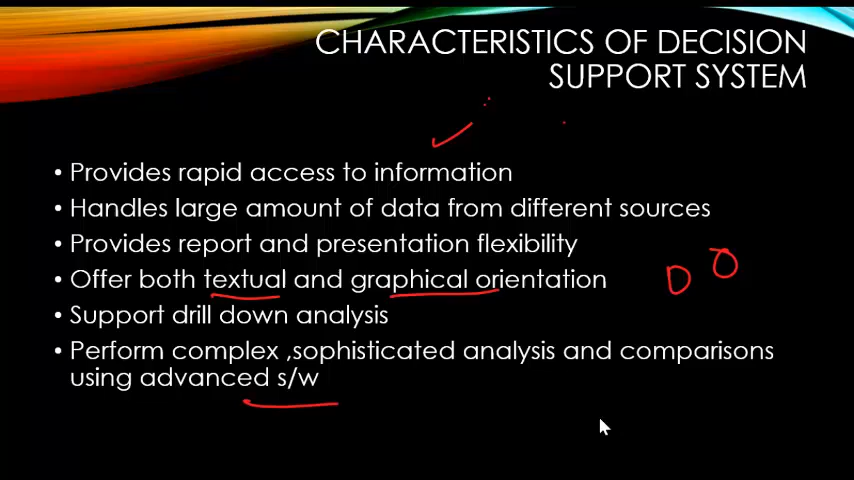 CHARACTERISTICS OF DECISION
SUPPORT SYSTEM
• Provides rapid access to information
• Handles large amount of data from different sources
• Provides report and presentation flexibility
• Offer both textual and graphical orientation
• Support drill down analysis
• Perform complex ,sophisticated analysis and comparisons
using advanced s/w